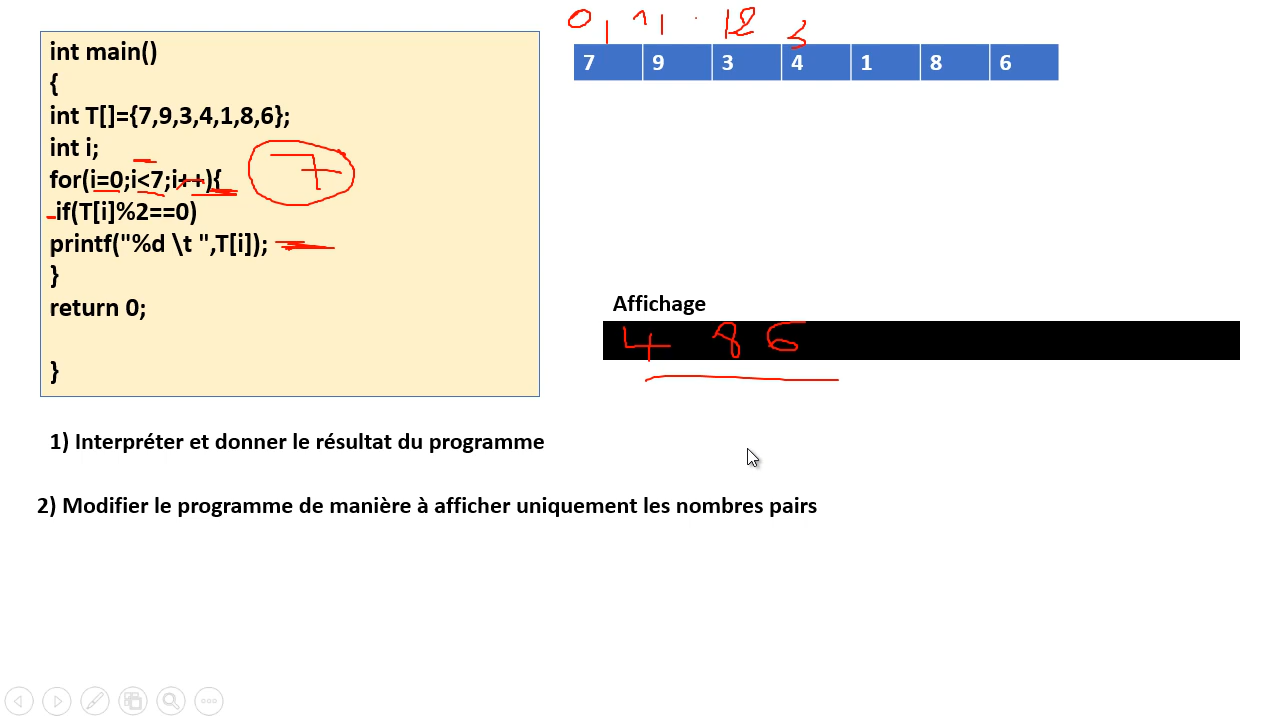 int main()
{
int T[]={7,9,3,4,1,8,6};
int i;
for(i=0;i<7;i++){
if(T[i]%2==0)
printf("%d \t ",T[i]);
}
return 0;
}
7
0 1 2 3
7 9 3 4 1 8 6
Affichage
4 8 6
1) Interpréter et donner le résultat du programme
2) Modifier le programme de manière à afficher uniquement les nombres pairs